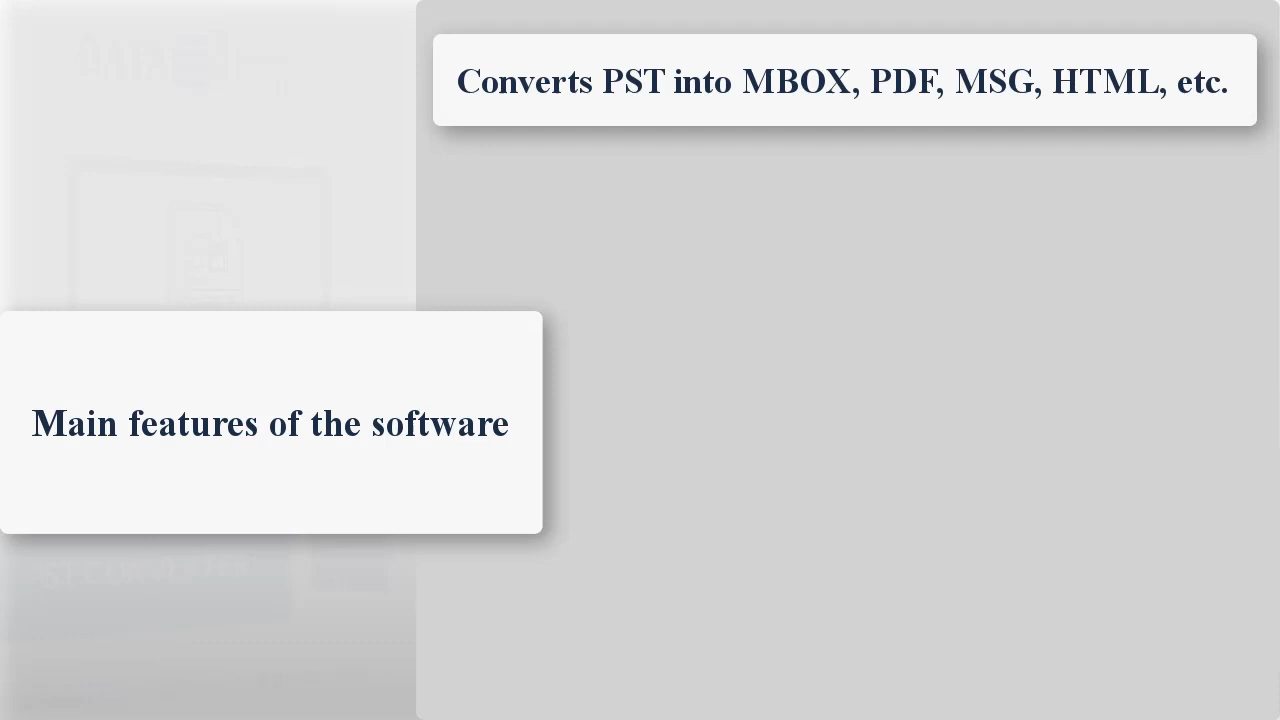 Converts PST into MBOX, PDF, MSG, HTML, etc.
Main features of the software